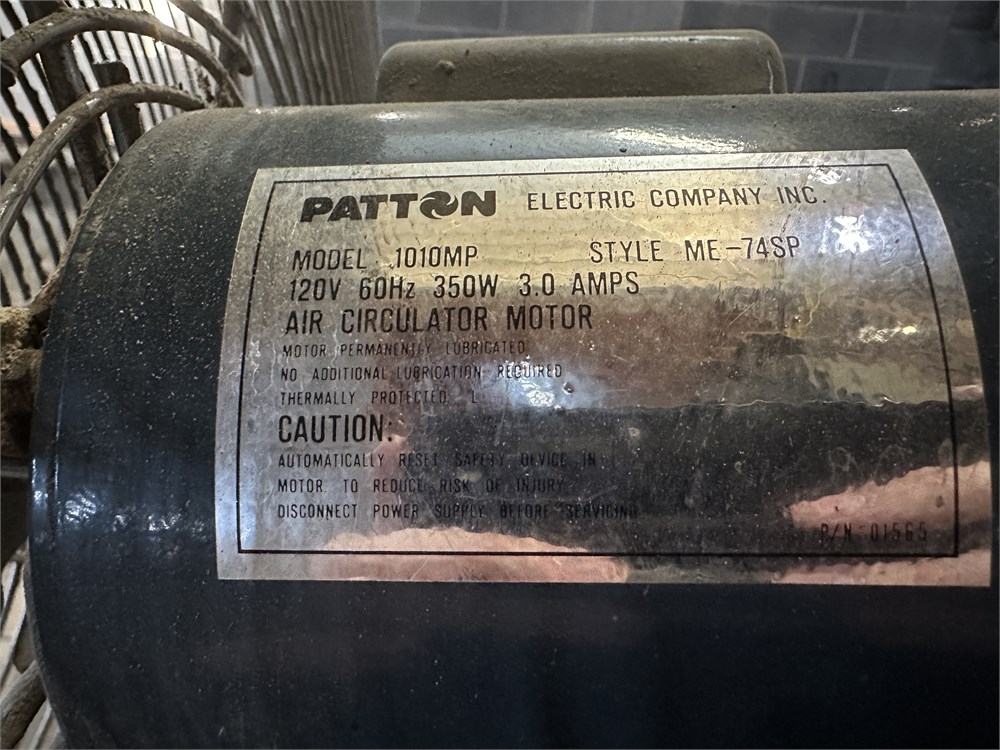 PATTON ELECTRIC COMPANY INC.
MODEL 1010MP STYLE ME-74SP
120V 60Hz 350W 3.0 AMPS
AIR CIRCULATOR MOTOR
MOTOR PERMANENTLY LUBRICATED
NO ADDITIONAL LUBRICATION REQUIRED
THERMALLY PROTECTED L
CAUTION:
AUTOMATICALLY RESET SAFETY DEVICE IN
MOTOR. TO REDUCE RISK OF INJURY
DISCONNECT POWER SUPPLY BEFORE SERVICING
P/N 01565